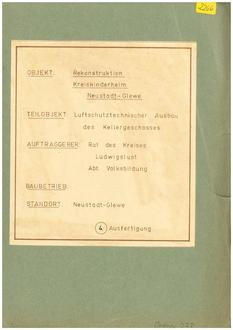 2266
OBJEKT: Rekonstruktion
Kreiskinderheim
Neustadt-Glewe
TEILOBJEKT: Luftschutztechnischer Ausbau
des Kellergeschosses
AUFTRAGGEBER: Rat des Kreises
Ludwigslust
Abt. Volksbildung
BAUBETRIEB:
STANDORT: Neustadt-Glewe
4 Ausfertigung